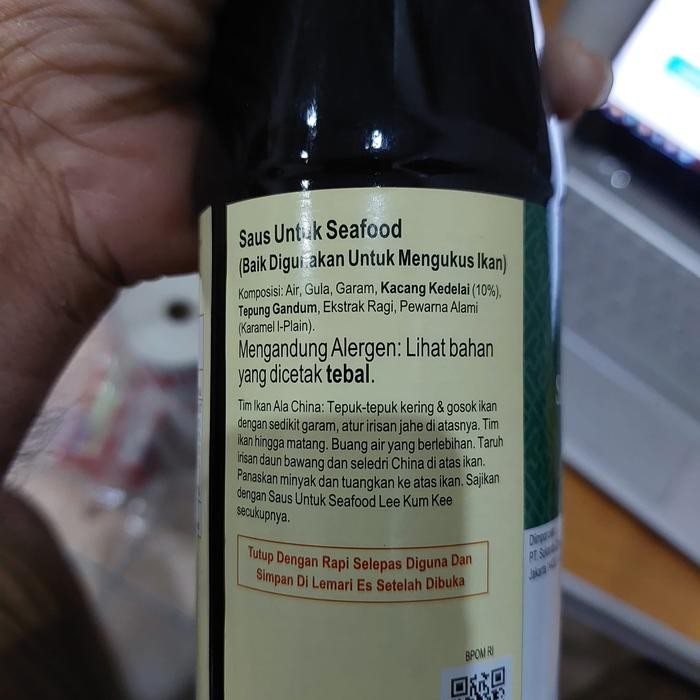 Saus Untuk Seafood
(Baik Digunakan Untuk Mengukus Ikan)
Komposisi: Air, Gula, Garam, Kacang Kedelai (10%),
Tepung Gandum, Ekstrak Ragi, Pewarna Alami
(Karamel I-Plain).
Mengandung Alergen: Lihat bahan
yang dicetak tebal.
Tim Ikan Ala China: Tepuk-tepuk kering & gosok ikan
dengan sedikit garam, atur irisan jahe di atasnya. Tim
ikan hingga matang. Buang air yang berlebihan. Taruh
irisan daun bawang dan seledri China di atas ikan.
Panaskan minyak dan tuangkan ke atas ikan. Sajikan
dengan Saus Untuk Seafood Lee Kum Kee
secukupnya.
Tutup Dengan Rapi Selepas Diguna Dan
Simpan Di Lemari Es Setelah Dibuka
BPOM RI
PT.
Jakarta